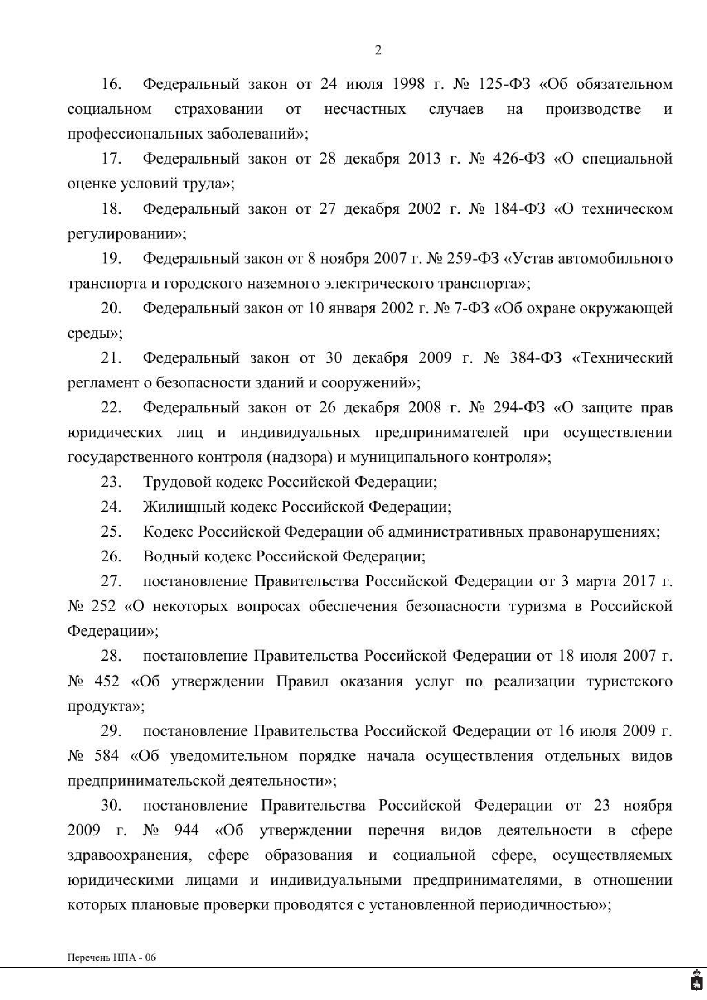 2
16. Федеральный закон от 24 июля 1998 г. № 125-ФЗ «Об обязательном
социальном страховании от несчастных случаев на производстве и
профессиональных заболеваний»;
17. Федеральный закон от 28 декабря 2013 г. № 426-ФЗ «О специальной
оценке условий труда»;
18. Федеральный закон от 27 декабря 2002 г. № 184-ФЗ «О техническом
регулировании»;
19. Федеральный закон от 8 ноября 2007 г. № 259-ФЗ «Устав автомобильного
транспорта и городского наземного электрического транспорта»;
20. Федеральный закон от 10 января 2002 г. № 7-ФЗ «Об охране окружающей
среды»;
21. Федеральный закон от 30 декабря 2009 г. № 384-ФЗ «Технический
регламент о безопасности зданий и сооружений»;
22. Федеральный закон от 26 декабря 2008 г. № 294-ФЗ «О защите прав
юридических лиц и индивидуальных предпринимателей при осуществлении
государственного контроля (надзора) и муниципального контроля»;
23. Трудовой кодекс Российской Федерации;
24. Жилищный кодекс Российской Федерации;
25. Кодекс Российской Федерации об административных правонарушениях;
26. Водный кодекс Российской Федерации;
27. постановление Правительства Российской Федерации от 3 марта 2017 г.
№ 252 «О некоторых вопросах обеспечения безопасности туризма в Российской
Федерации»;
28. постановление Правительства Российской Федерации от 18 июля 2007 г.
№ 452 «Об утверждении Правил оказания услуг по реализации туристского
продукта»;
29. постановление Правительства Российской Федерации от 16 июля 2009 г.
№ 584 «Об уведомительном порядке начала осуществления отдельных видов
предпринимательской деятельности»;
30. постановление Правительства Российской Федерации от 23 ноября
2009 г. № 944 «Об утверждении перечня видов деятельности в сфере
здравоохранения, сфере образования и социальной сфере, осуществляемых
юридическими лицами и индивидуальными предпринимателями, в отношении
которых плановые проверки проводятся с установленной периодичностью»;
Перечень НПА - 06